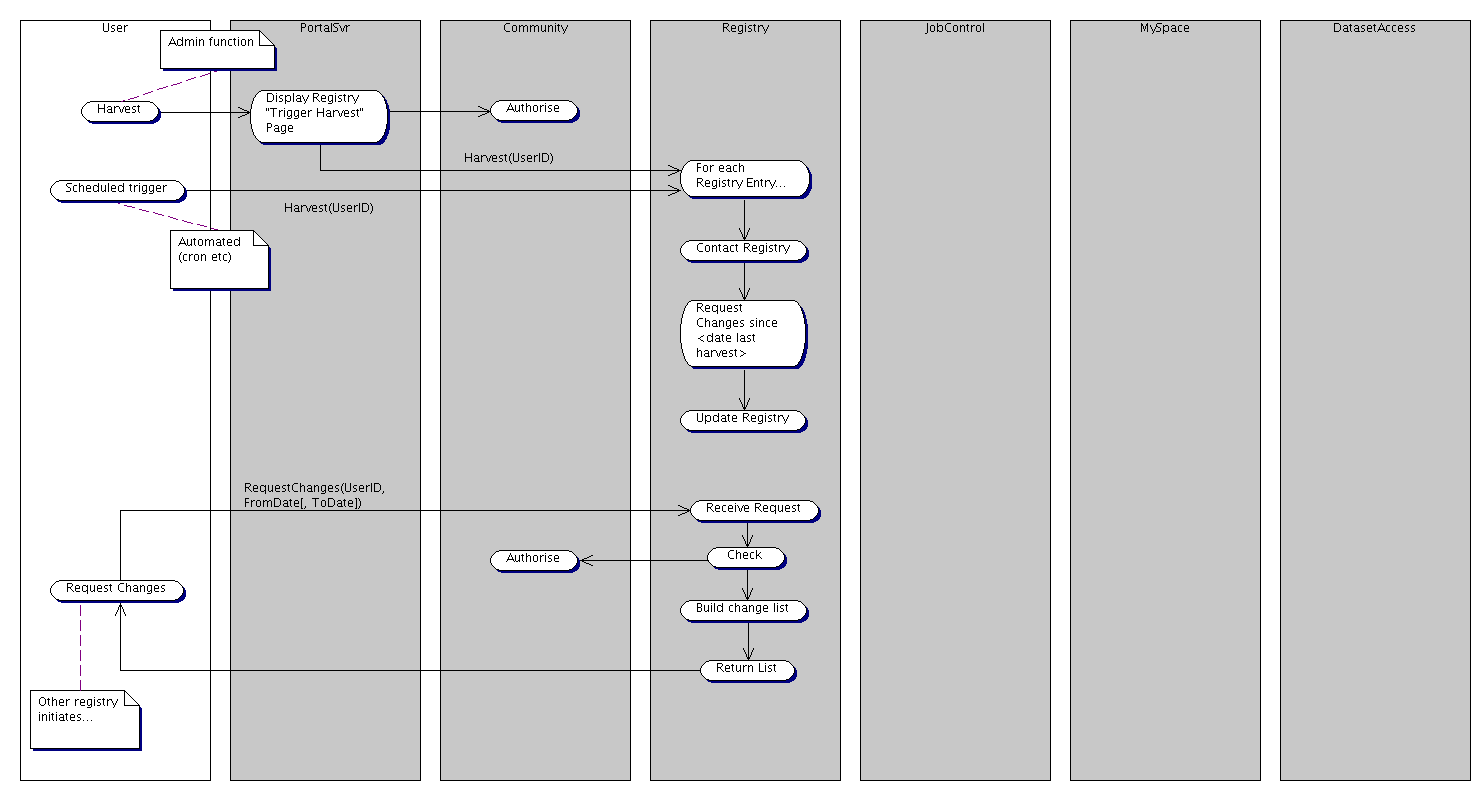 User
PortalSvr
Community
Registry
JobControl
MySpace
DatasetAccess
Admin function
Harvest
Display Registry
"Trigger Harvest"
Page
Authorise
Harvest(UserID)
For each
Registry Entry...
Scheduled trigger
Harvest(UserID)
Automated
(cron etc)
Contact Registry
Request
Changes since
<date last
harvest>
Update Registry
RequestChanges(UserID,
FromDate[, ToDate])
Receive Request
Check
Authorise
Request Changes
Build change list
Return List
Other registry
initiates...